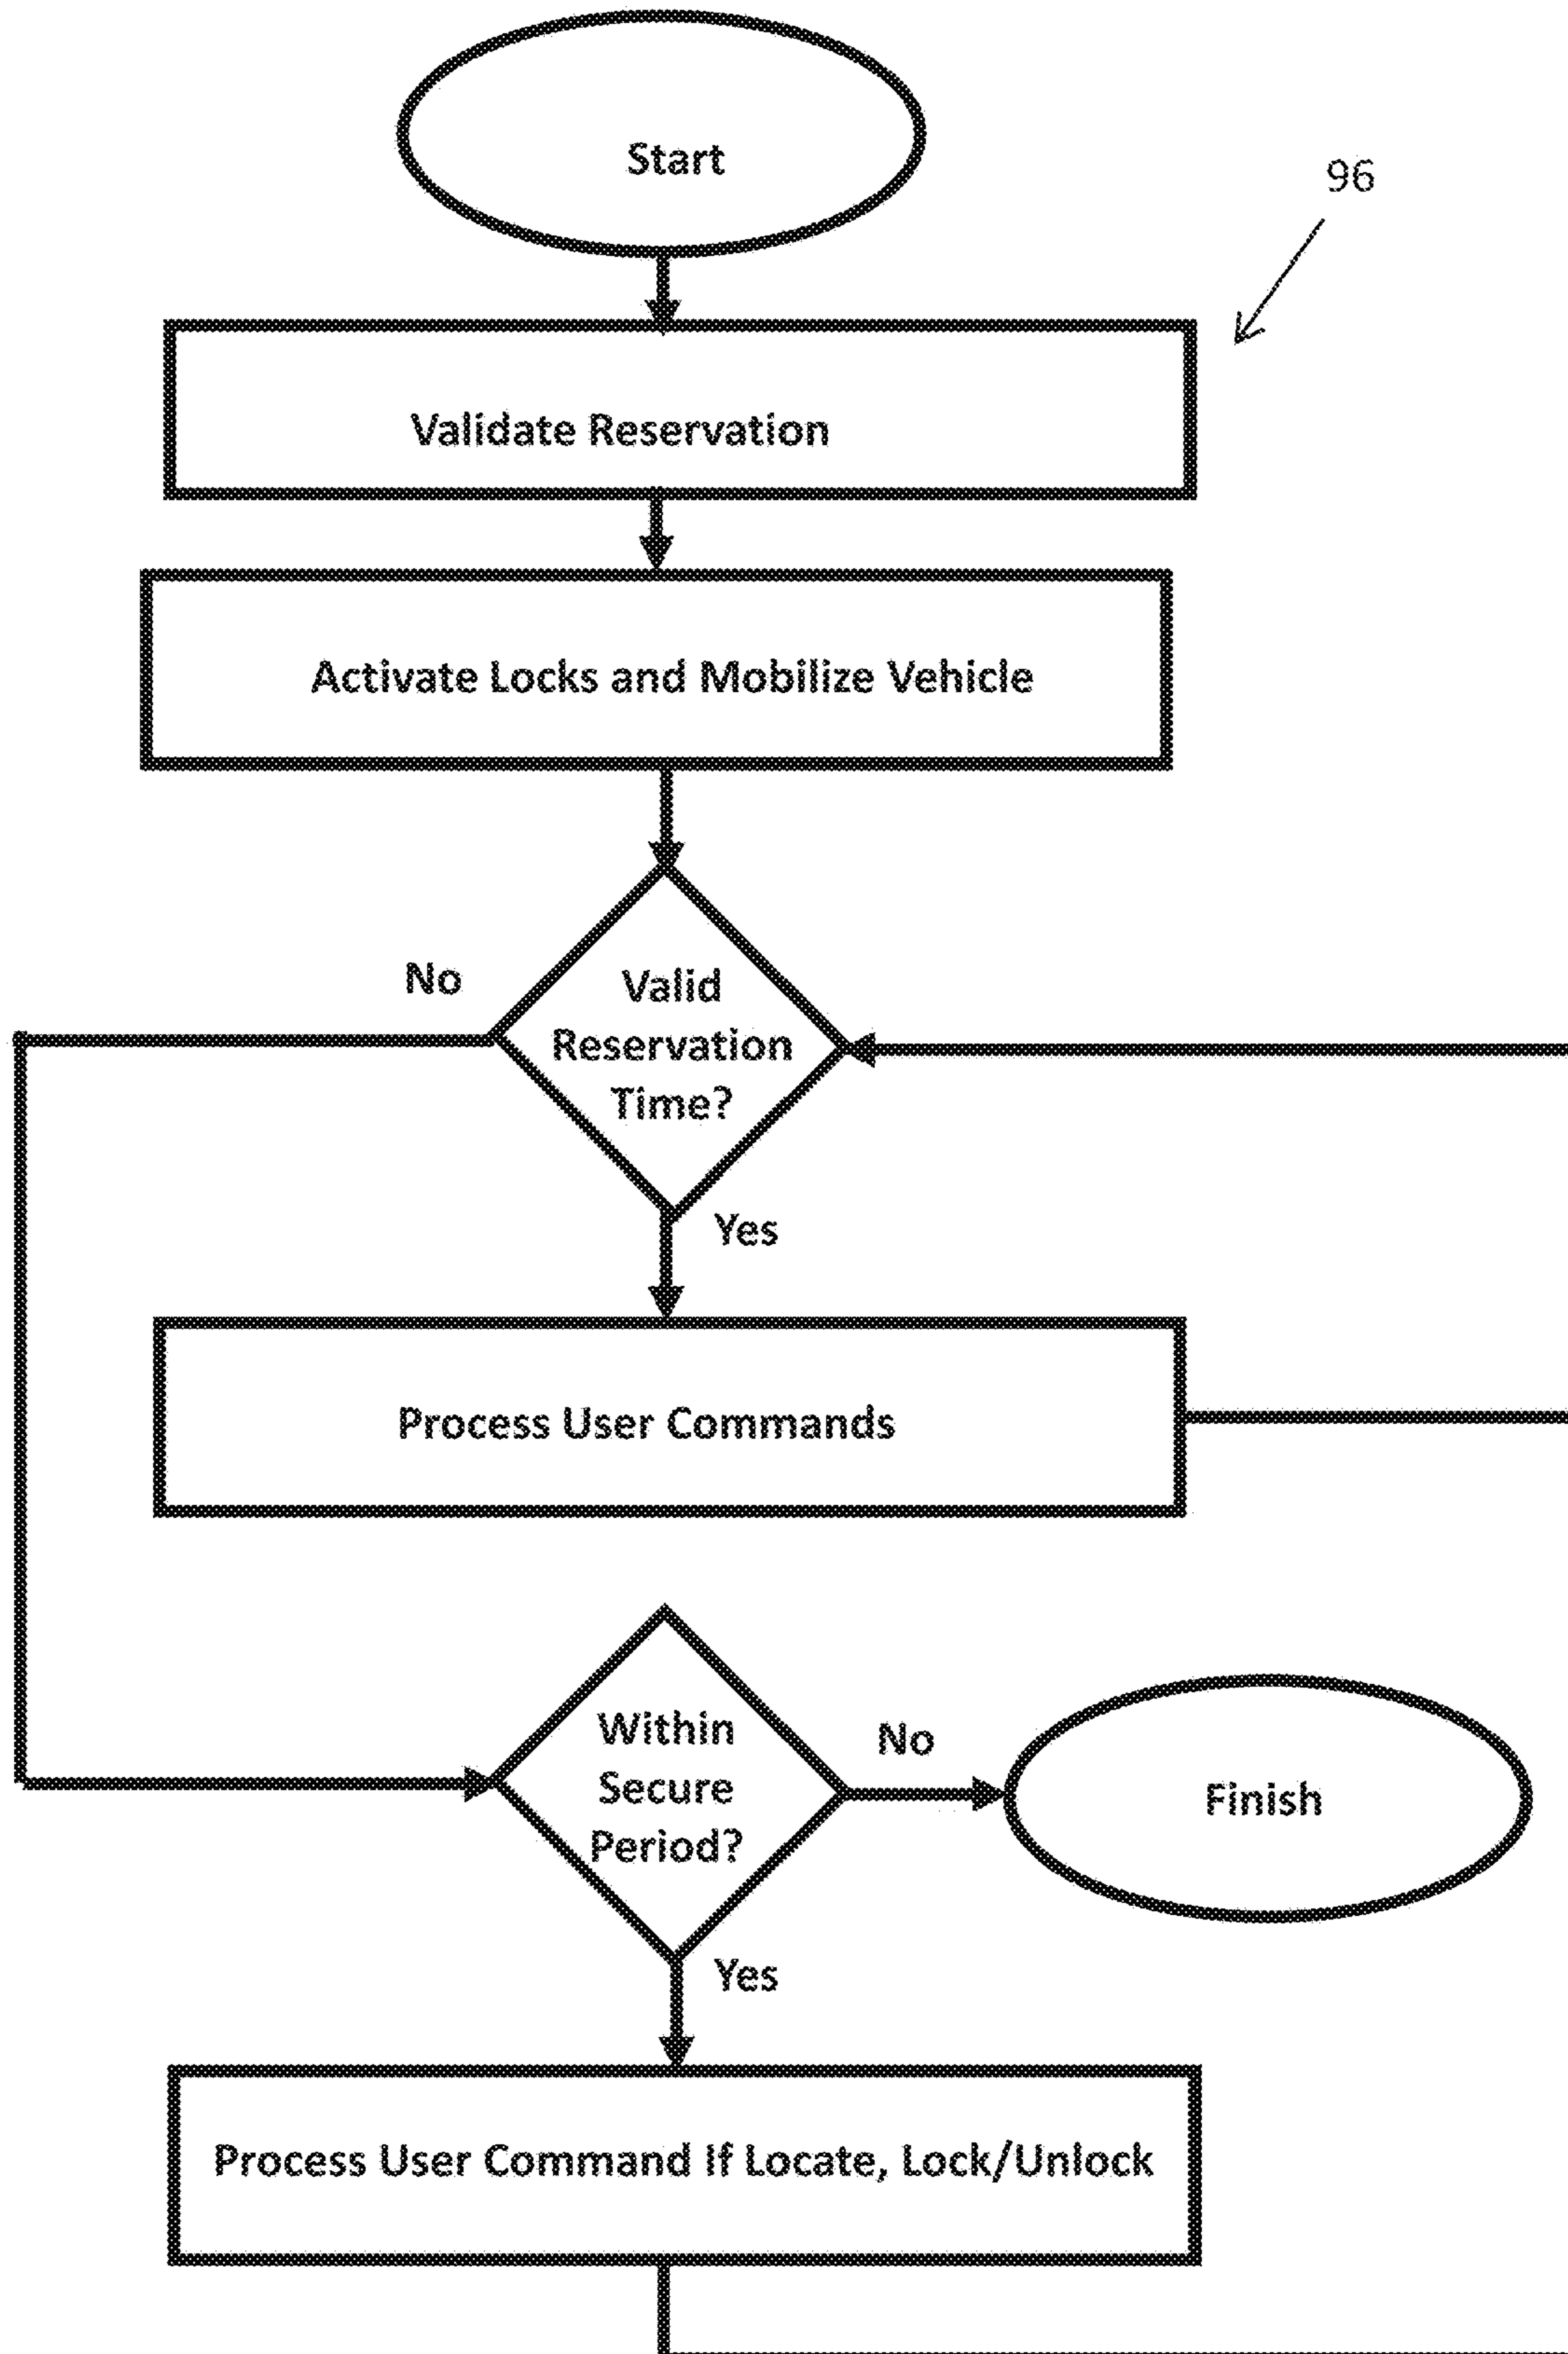 Start
96
Validate Reservation
Activate Locks and Mobilize Vehicle
No
Valid
Reservation
Time?
Yes
Process User Commands
Within
Secure
Period?
No
Finish
Yes
Process User Command If Locate, Lock/Unlock